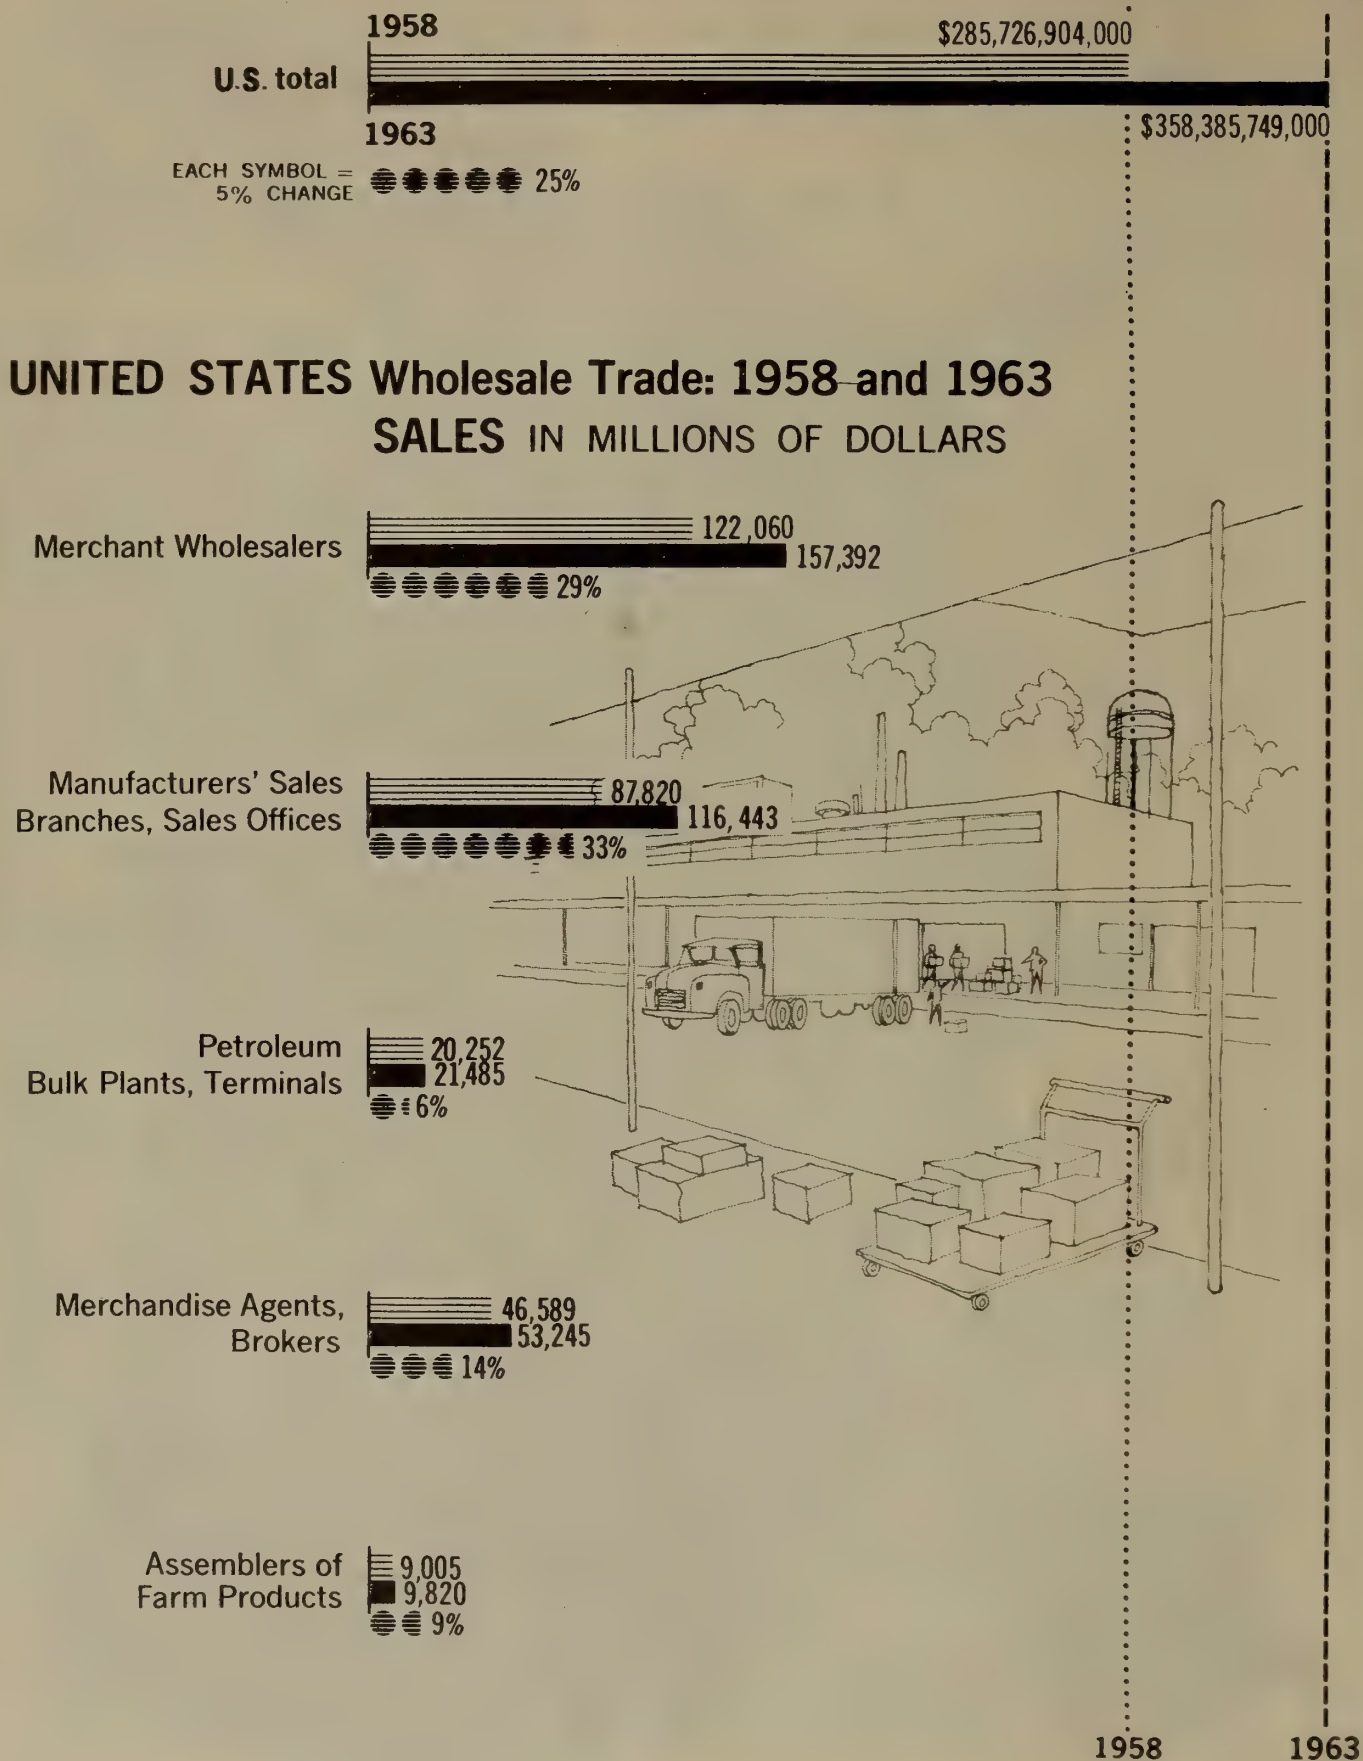 1958
$285,726,904,000
U.S. total
1963
$358,385,749,000
EACH SYMBOL =
5% CHANGE
25%
UNITED STATES Wholesale Trade: 1958 and 1963
SALES IN MILLIONS OF DOLLARS
Merchant Wholesalers
122,060
157,392
29%
Manufacturers' Sales
Branches, Sales Offices
87,820
116,443
33%
Petroleum
Bulk Plants, Terminals
20,252
21,485
6%
Merchandise Agents,
Brokers
46,589
53,245
14%
Assemblers of
Farm Products
9,005
9,820
9%
1958 1963